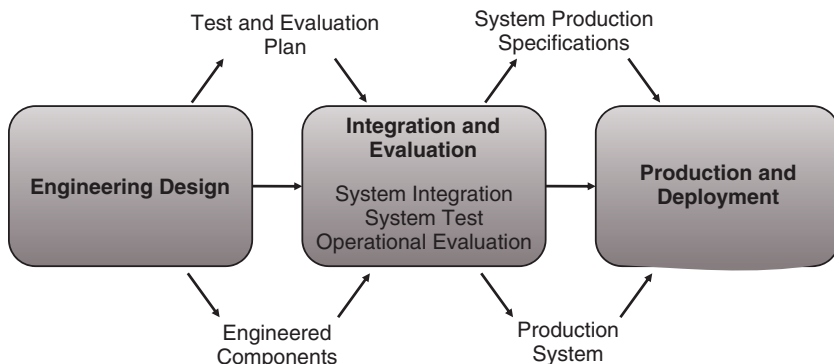 Test and Evaluation
Plan
System Production
Specifications
Engineering Design
Integration and
Evaluation
System Integration
System Test
Operational Evaluation
Production and
Deployment
Engineered
Components
Production
System